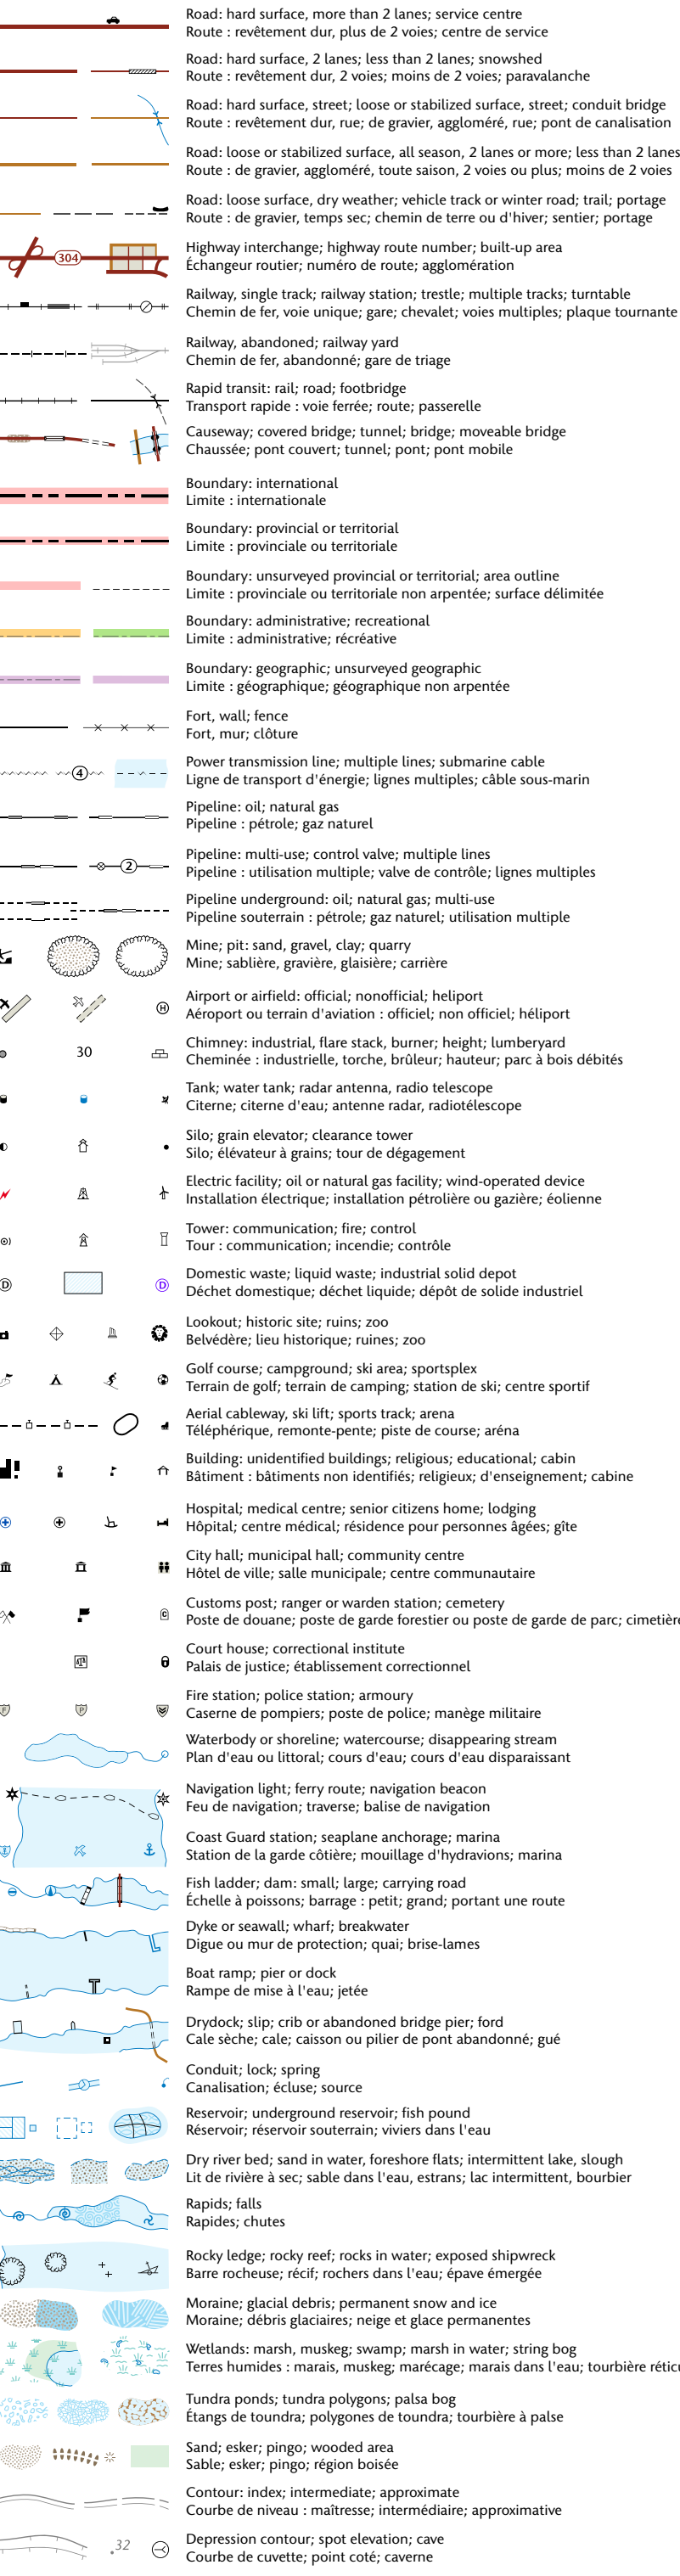 Road: hard surface, more than 2 lanes; service centre
Route : revêtement dur, plus de 2 voies; centre de service
Road: hard surface, 2 lanes; less than 2 lanes; snowshed
Route : revêtement dur, 2 voies; moins de 2 voies; paravalanche
Road: hard surface, street; loose or stabilized surface, street; conduit bridge
Route : revêtement dur, rue; de gravier, aggloméré, rue; pont de canalisation
Road: loose or stabilized surface, all season, 2 lanes or more; less than 2 lanes
Route : de gravier, aggloméré, toute saison, 2 voies ou plus; moins de 2 voies
Road: loose surface, dry weather; vehicle track or winter road; trail; portage
Route : de gravier, temps sec; chemin de terre ou d'hiver; sentier; portage
304
Highway interchange; highway route number; built-up area
Échangeur routier; numéro de route; agglomération
Railway, single track; railway station; trestle; multiple tracks; turntable
Chemin de fer, voie unique; gare; chevalet; voies multiples; plaque tournante
Railway, abandoned; railway yard
Chemin de fer, abandonné; gare de triage
Rapid transit: rail; road; footbridge
Transport rapide : voie ferrée; route; passerelle
Causeway; covered bridge; tunnel; bridge; moveable bridge
Chaussée; pont couvert; tunnel; pont; pont mobile
Boundary: international
Limite : internationale
Boundary: provincial or territorial
Limite : provinciale ou territoriale
Boundary: unsurveyed provincial or territorial; area outline
Limite : provinciale ou territoriale non arpentée; surface délimitée
Boundary: administrative; recreational
Limite : administrative; récréative
Boundary: geographic; unsurveyed geographic
Limite : géographique; géographique non arpentée
Fort, wall; fence
Fort, mur; clôture
4
Power transmission line; multiple lines; submarine cable
Ligne de transport d'énergie; lignes multiples; câble sous-marin
Pipeline: oil; natural gas
Pipeline : pétrole; gaz naturel
2
Pipeline: multi-use; control valve; multiple lines
Pipeline : utilisation multiple; valve de contrôle; lignes multiples
Pipeline underground: oil; natural gas; multi-use
Pipeline souterrain : pétrole; gaz naturel; utilisation multiple
Mine; pit: sand, gravel, clay; quarry
Mine; sablière, gravière, glaisière; carrière
H
Airport or airfield: official; nonofficial; heliport
Aéroport ou terrain d'aviation : officiel; non officiel; héliport
30
Chimney: industrial, flare stack, burner; height; lumberyard
Cheminée : industrielle, torche, brûleur; hauteur; parc à bois débités
Tank; water tank; radar antenna, radio telescope
Citerne; citerne d'eau; antenne radar, radiotélescope
Silo; grain elevator; clearance tower
Silo; élévateur à grains; tour de dégagement
Electric facility; oil or natural gas facility; wind-operated device
Installation électrique; installation pétrolière ou gazière; éolienne
Tower: communication; fire; control
Tour : communication; incendie; contrôle
D D
Domestic waste; liquid waste; industrial solid depot
Déchet domestique; déchet liquide; dépôt de solide industriel
Lookout; historic site; ruins; zoo
Belvédère; lieu historique; ruines; zoo
Golf course; campground; ski area; sportsplex
Terrain de golf; terrain de camping; station de ski; centre sportif
Aerial cableway, ski lift; sports track; arena
Téléphérique, remonte-pente; piste de course; aréna
Building: unidentified buildings; religious; educational; cabin
Bâtiment : bâtiments non identifiés; religieux; d'enseignement; cabine
Hospital; medical centre; senior citizens home; lodging
Hôpital; centre médical; résidence pour personnes âgées; gîte
City hall; municipal hall; community centre
Hôtel de ville; salle municipale; centre communautaire
C
Customs post; ranger or warden station; cemetery
Poste de douane; poste de garde forestier ou poste de garde de parc; cimetière
Court house; correctional institute
Palais de justice; établissement correctionnel
F P
Fire station; police station; armoury
Caserne de pompiers; poste de police; manège militaire
Waterbody or shoreline; watercourse; disappearing stream
Plan d'eau ou littoral; cours d'eau; cours d'eau disparaissant
Navigation light; ferry route; navigation beacon
Feu de navigation; traverse; balise de navigation
Coast Guard station; seaplane anchorage; marina
Station de la garde côtière; mouillage d'hydravions; marina
Fish ladder; dam: small; large; carrying road
Échelle à poissons; barrage : petit; grand; portant une route
Dyke or seawall; wharf; breakwater
Digue ou mur de protection; quai; brise-lames
Boat ramp; pier or dock
Rampe de mise à l'eau; jetée
Drydock; slip; crib or abandoned bridge pier; ford
Cale sèche; cale; caisson ou pilier de pont abandonné; gué
Conduit; lock; spring
Canalisation; écluse; source
Reservoir; underground reservoir; fish pound
Réservoir; réservoir souterrain; viviers dans l'eau
Dry river bed; sand in water, foreshore flats; intermittent lake, slough
Lit de rivière à sec; sable dans l'eau, estrans; lac intermittent, bourbier
Rapids; falls
Rapides; chutes
Rocky ledge; rocky reef; rocks in water; exposed shipwreck
Barre rocheuse; récif; rochers dans l'eau; épave émergée
Moraine; glacial debris; permanent snow and ice
Moraine; débris glaciaires; neige et glace permanentes
Wetlands: marsh, muskeg; swamp; marsh in water; string bog
Terres humides : marais, muskeg; marécage; marais dans l'eau; tourbière réticu
Tundra ponds; tundra polygons; palsa bog
Étangs de toundra; polygones de toundra; tourbière à palse
Sand; esker; pingo; wooded area
Sable; esker; pingo; région boisée
Contour: index; intermediate; approximate
Courbe de niveau : maîtresse; intermédiaire; approximative
32
Depression contour; spot elevation; cave
Courbe de cuvette; point coté; caverne